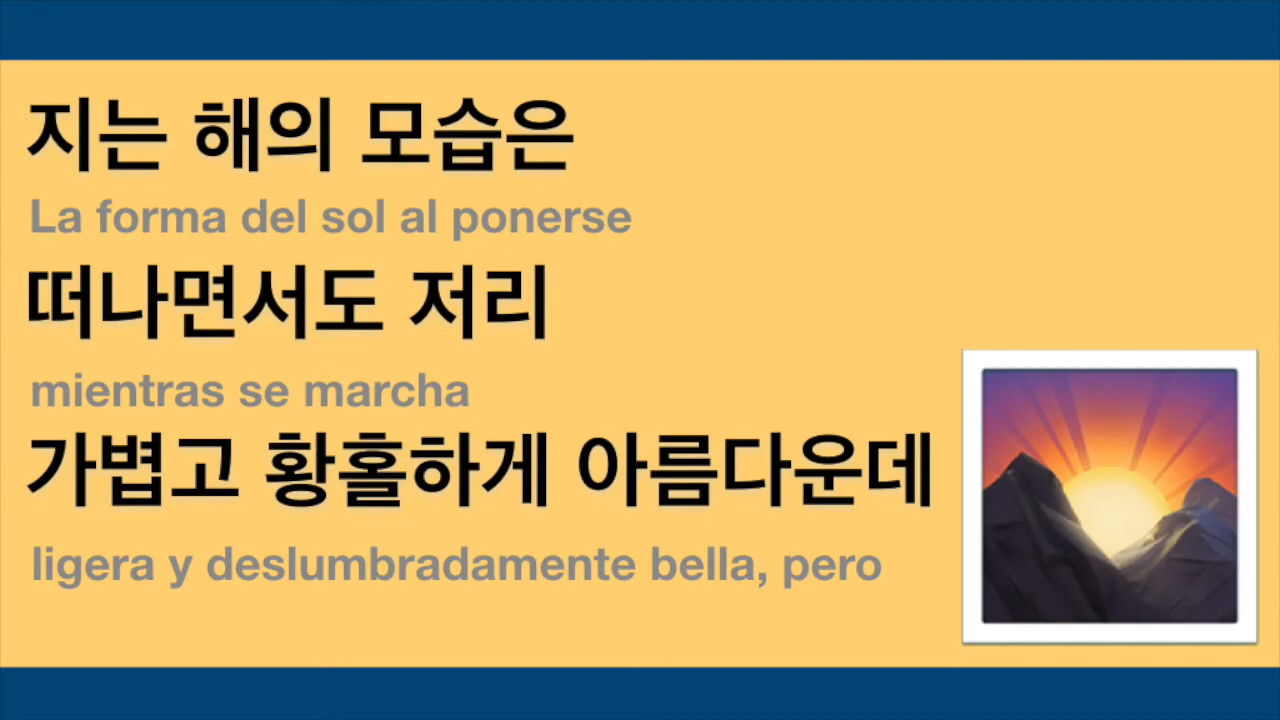 지는 해의 모습은
La forma del sol al ponerse
떠나면서도 저리
mientras se marcha
가볍고 황홀하게 아름다운데
ligera y deslumbradamente bella, pero